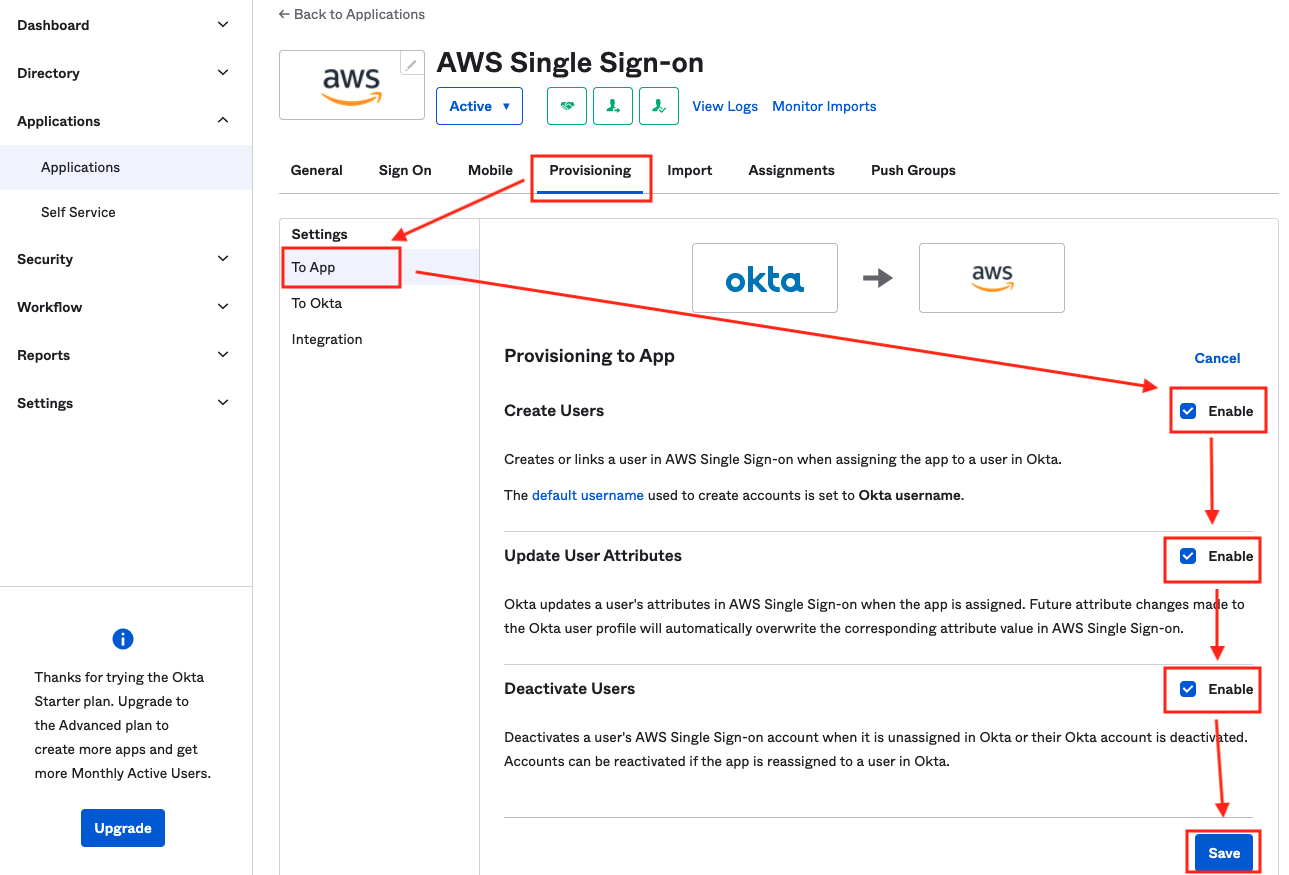 Dashboard
Directory
Applications
Applications
Self Service
Security
Workflow
Reports
Settings
Thanks for trying the Okta
Starter plan. Upgrade to
the Advanced plan to
create more apps and get
more Monthly Active Users.
Upgrade
← Back to Applications
aws
AWS Single Sign-on
Active ▼
View Logs Monitor Imports
General Sign On Mobile Provisioning Import Assignments Push Groups
Settings
To App
To Okta
Integration
okta
aws
Provisioning to App
Cancel
Create Users
Enable
Creates or links a user in AWS Single Sign-on when assigning the app to a user in Okta.
The default username used to create accounts is set to Okta username.
Update User Attributes
Enable
Okta updates a user's attributes in AWS Single Sign-on when the app is assigned. Future attribute changes made to
the Okta user profile will automatically overwrite the corresponding attribute value in AWS Single Sign-on.
Deactivate Users
Enable
Deactivates a user's AWS Single Sign-on account when it is unassigned in Okta or their Okta account is deactivated.
Accounts can be reactivated if the app is reassigned to a user in Okta.
Save